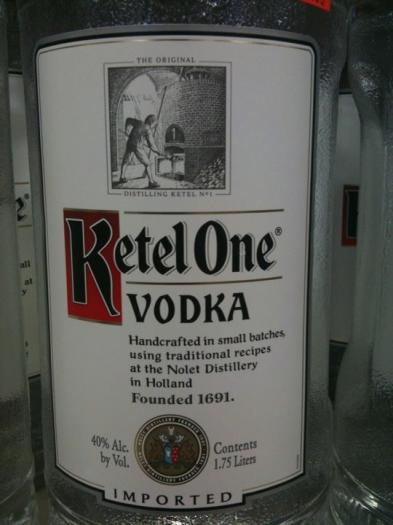 THE ORIGINAL
DISTILLING KETEL Nº1
Ketel One®
VODKA
Handcrafted in small batches,
using traditional recipes
at the Nolet Distillery
in Holland
Founded 1691.
40% Alc.
by Vol.
Contents
1.75 Liters
IMPORTED